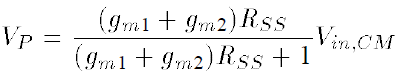 V_P = \frac{(g_{m1} + g_{m2})R_{SS}}{(g_{m1} + g_{m2})R_{SS} + 1} V_{in,CM}